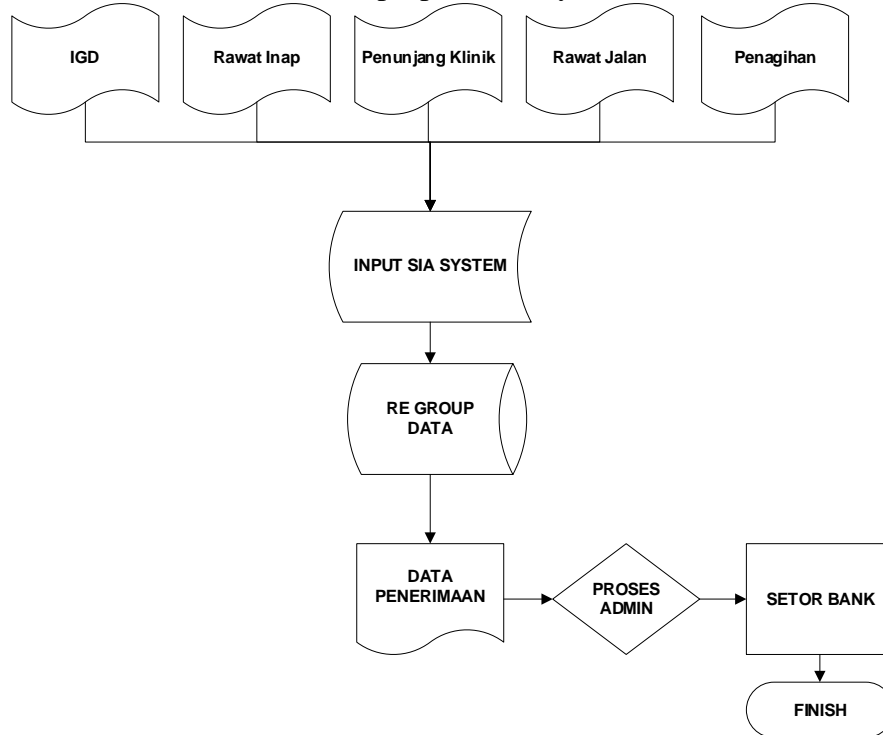 IGD
Rawat Inap
Penunjang Klinik
Rawat Jalan
Penagihan
INPUT SIA SYSTEM
RE GROUP
DATA
DATA
PENERIMAAN
PROSES
ADMIN
SETOR BANK
FINISH